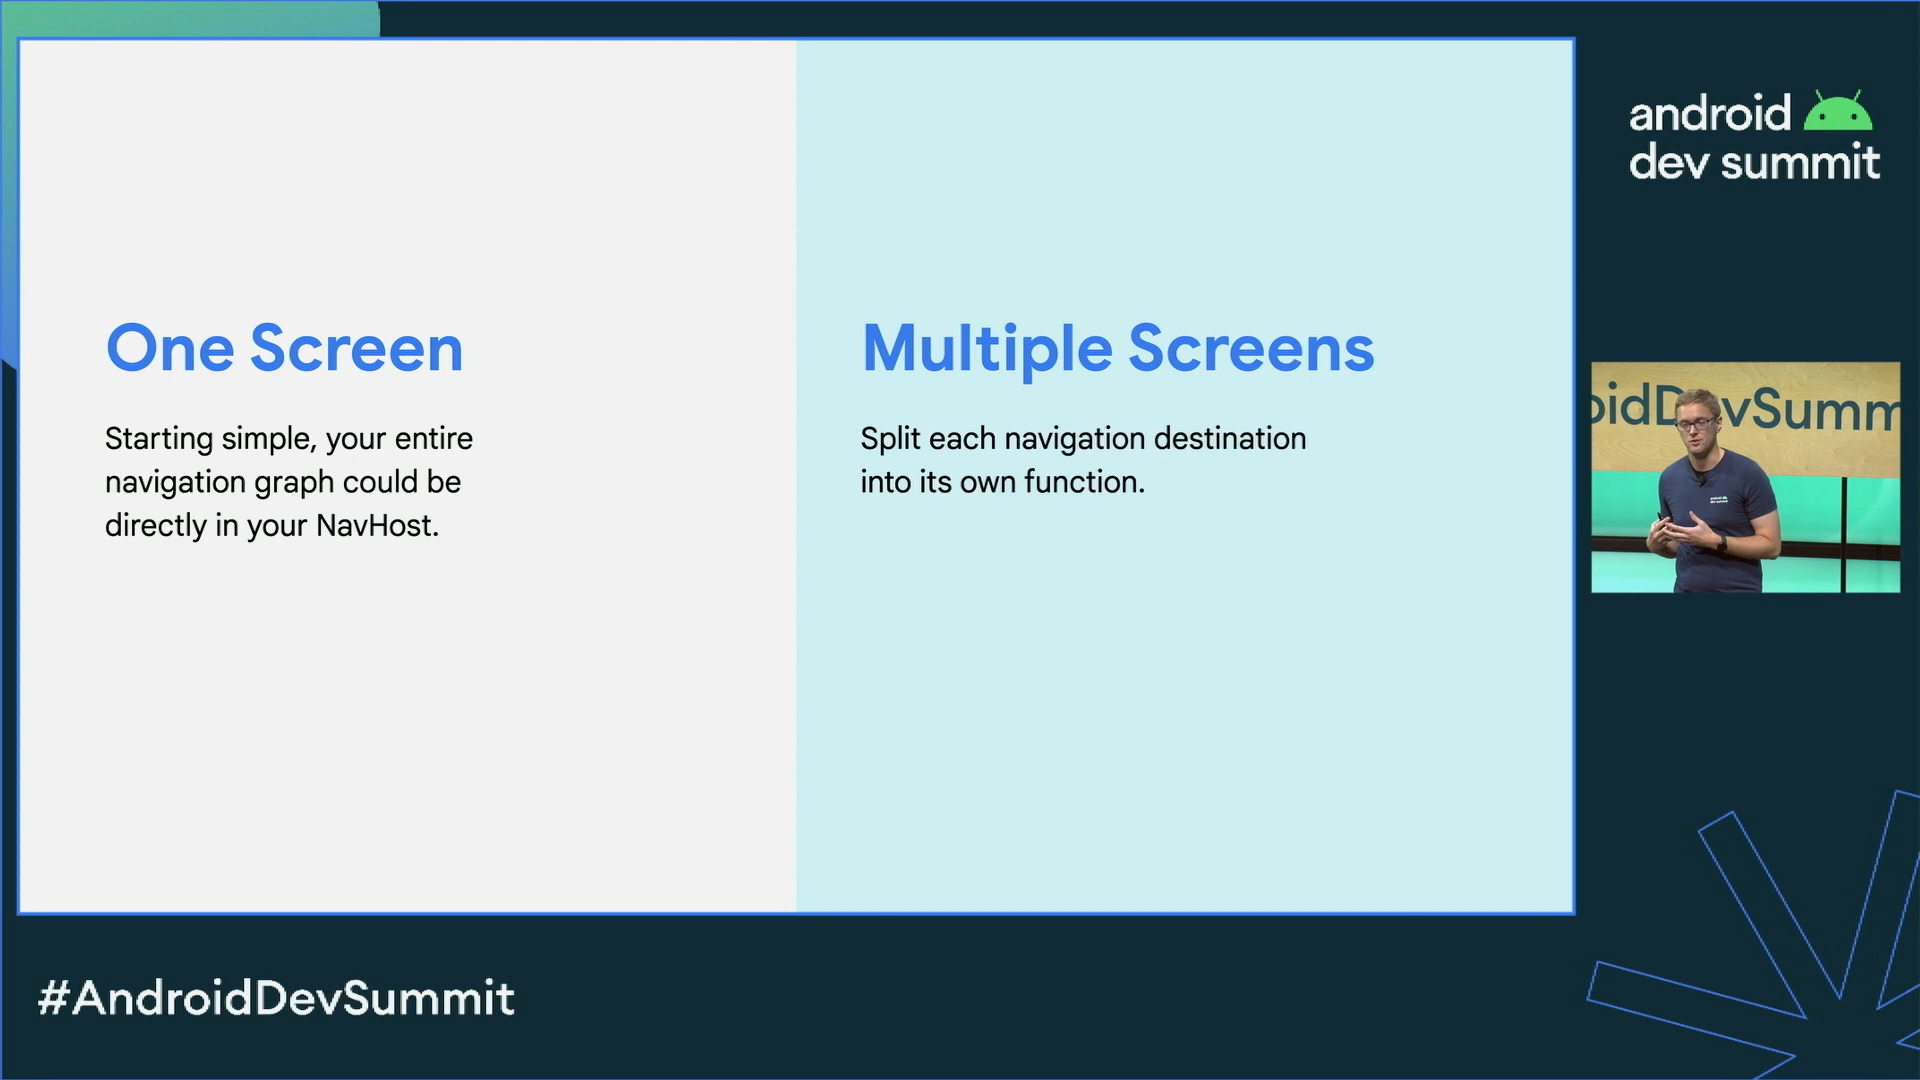 One Screen
Starting simple, your entire
navigation graph could be
directly in your NavHost.
Multiple Screens
Split each navigation destination
into its own function.
android
dev summit
oidDevSumm
#AndroidDevSummit